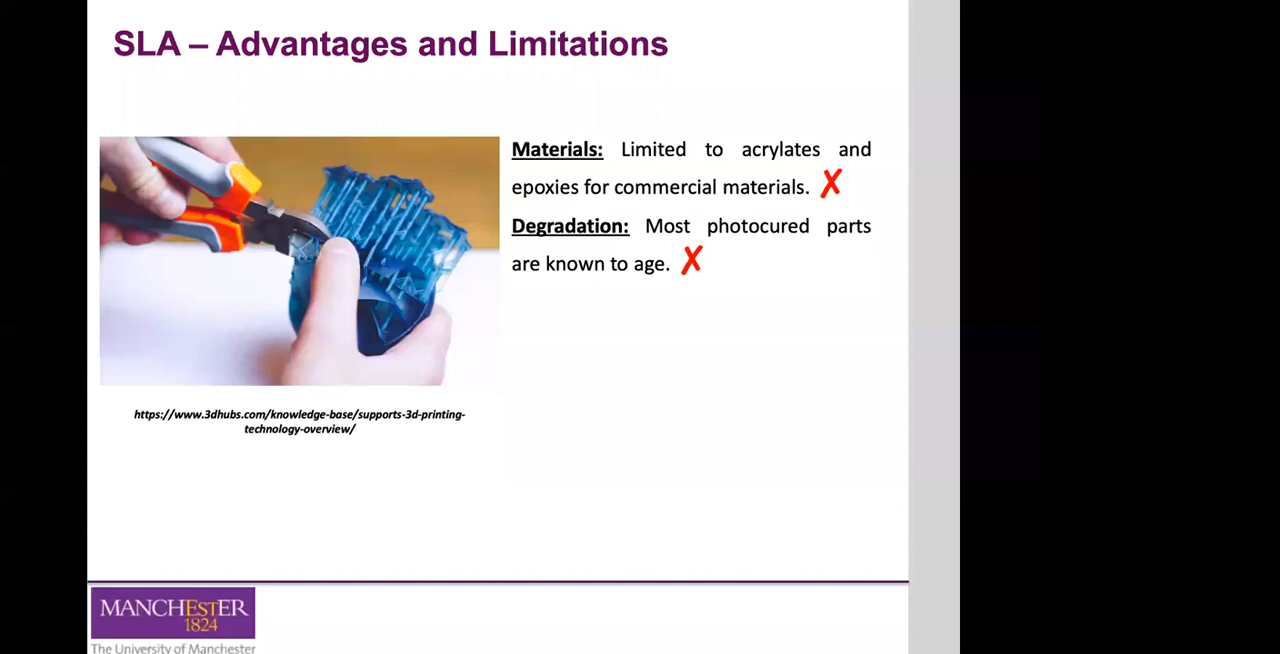 SLA – Advantages and Limitations
Materials: Limited to acrylates and
epoxies for commercial materials. ✗
Degradation: Most photocured parts
are known to age. ✗
https://www.3dhubs.com/knowledge-base/supports-3d-printing-
technology-overview/
MANCHESTER
1824
The University of Manchester